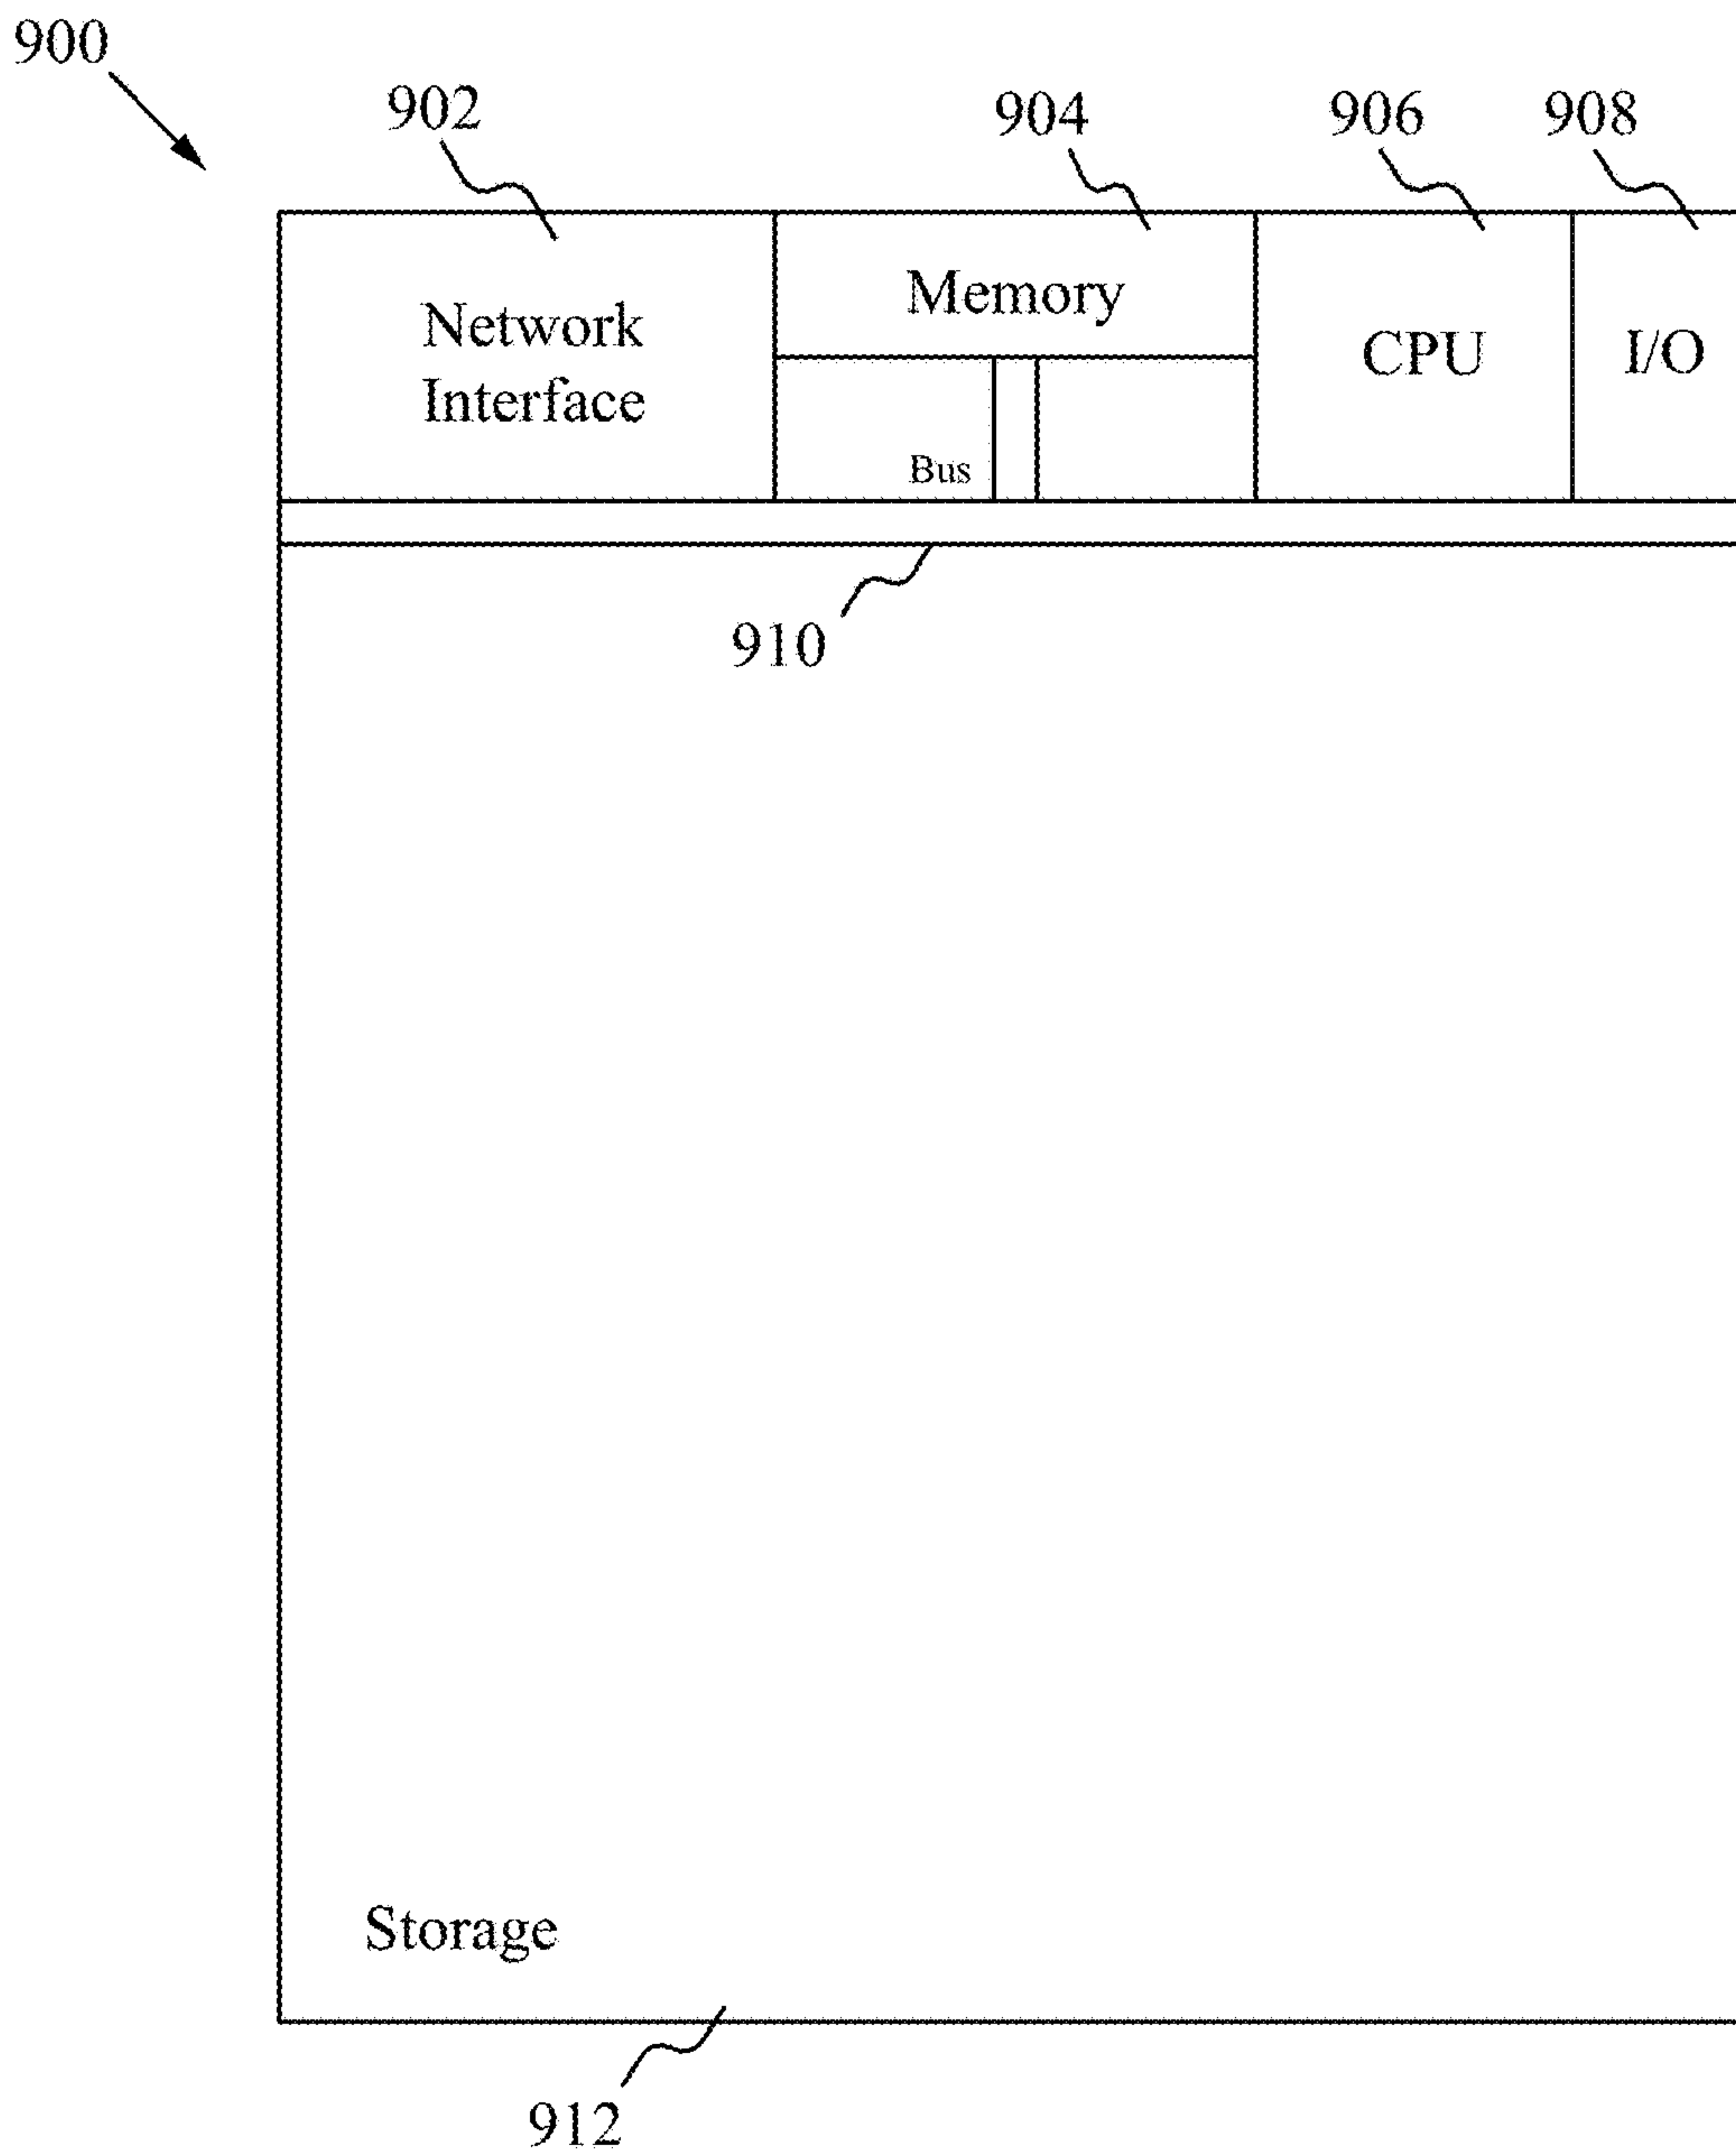 900
902
904
906
908
Network
Interface
Memory
CPU
I/O
Bus
910
Storage
912